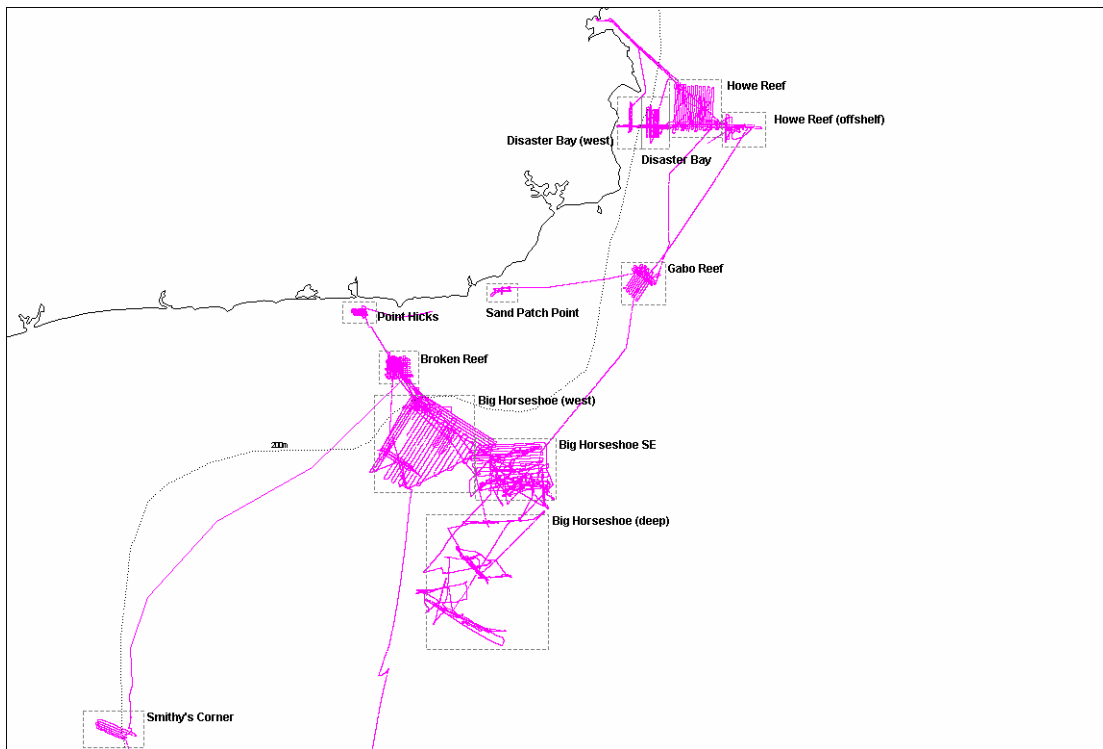 Howe Reef
Howe Reef (offshelf)
Disaster Bay (west)
Disaster Bay
Gabo Reef
Sand Patch Point
Point Hicks
Broken Reef
Big Horseshoe (west)
200m
Big Horseshoe SE
Big Horseshoe (deep)
Smithy's Corner